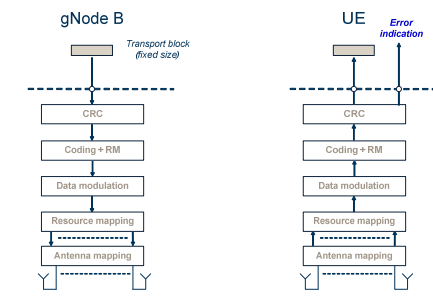 gNode B
Transport block
(fixed size)
CRC
Coding + RM
Data modulation
Resource mapping
Antenna mapping
UE
Error
indication
CRC
Coding + RM
Data modulation
Resource mapping
Antenna mapping